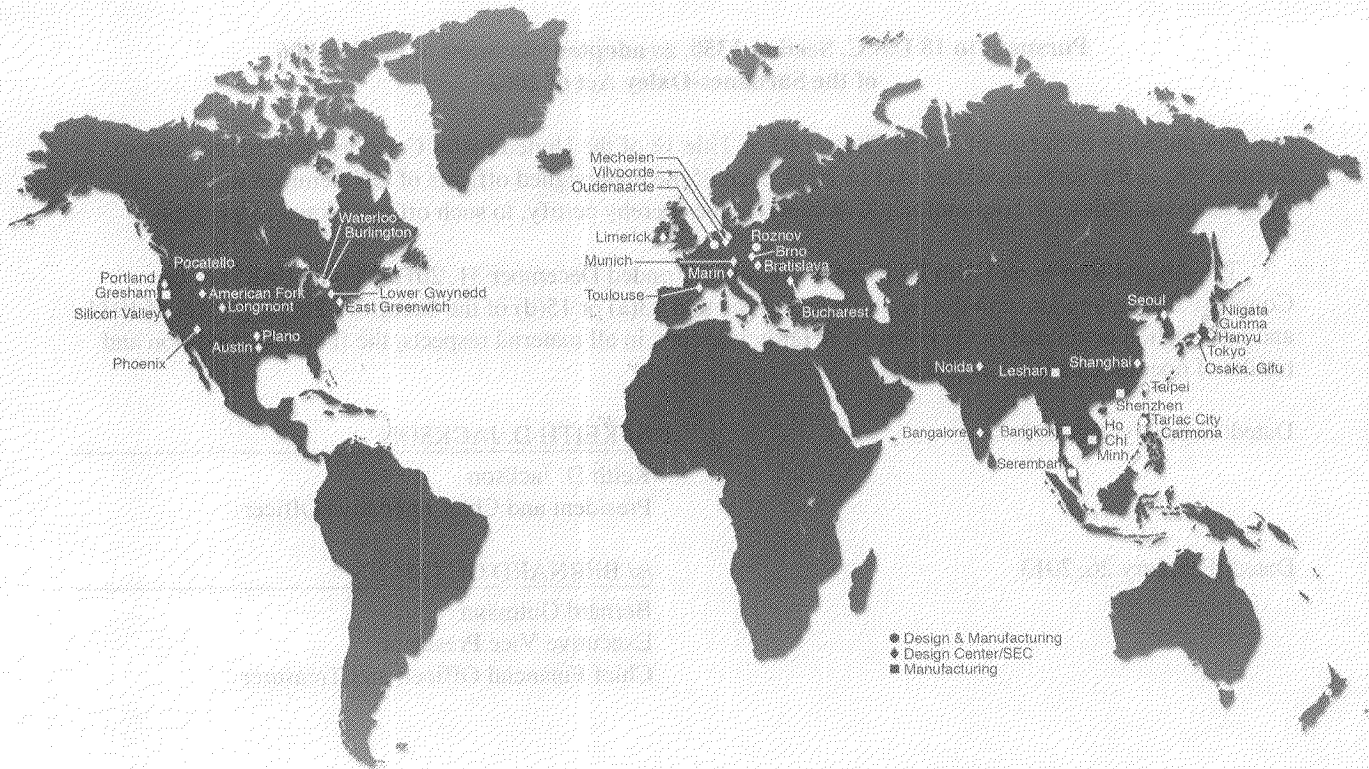 Mechelen
Vilvoorde
Oudenaarde
Waterloo
Burlington
Limerick
Roznov
Brno
Munich
Bratislava
Marin
Toulouse
Bucharest
Pocatello
Portland
Gresham
American Fork
Longmont
Silicon Valley
Lower Gwynedd
East Greenwich
Plano
Austin
Phoenix
Seoul
Niigata
Gunma
Hanyu
Tokyo
Osaka, Gifu
Noida
Leshan
Shanghai
Taipei
Shenzhen
Tarlac City
Carmona
Bangalore
Bangkok
Ho
Chi
Minh
Seremban
Design & Manufacturing
Design Center/SEC
Manufacturing